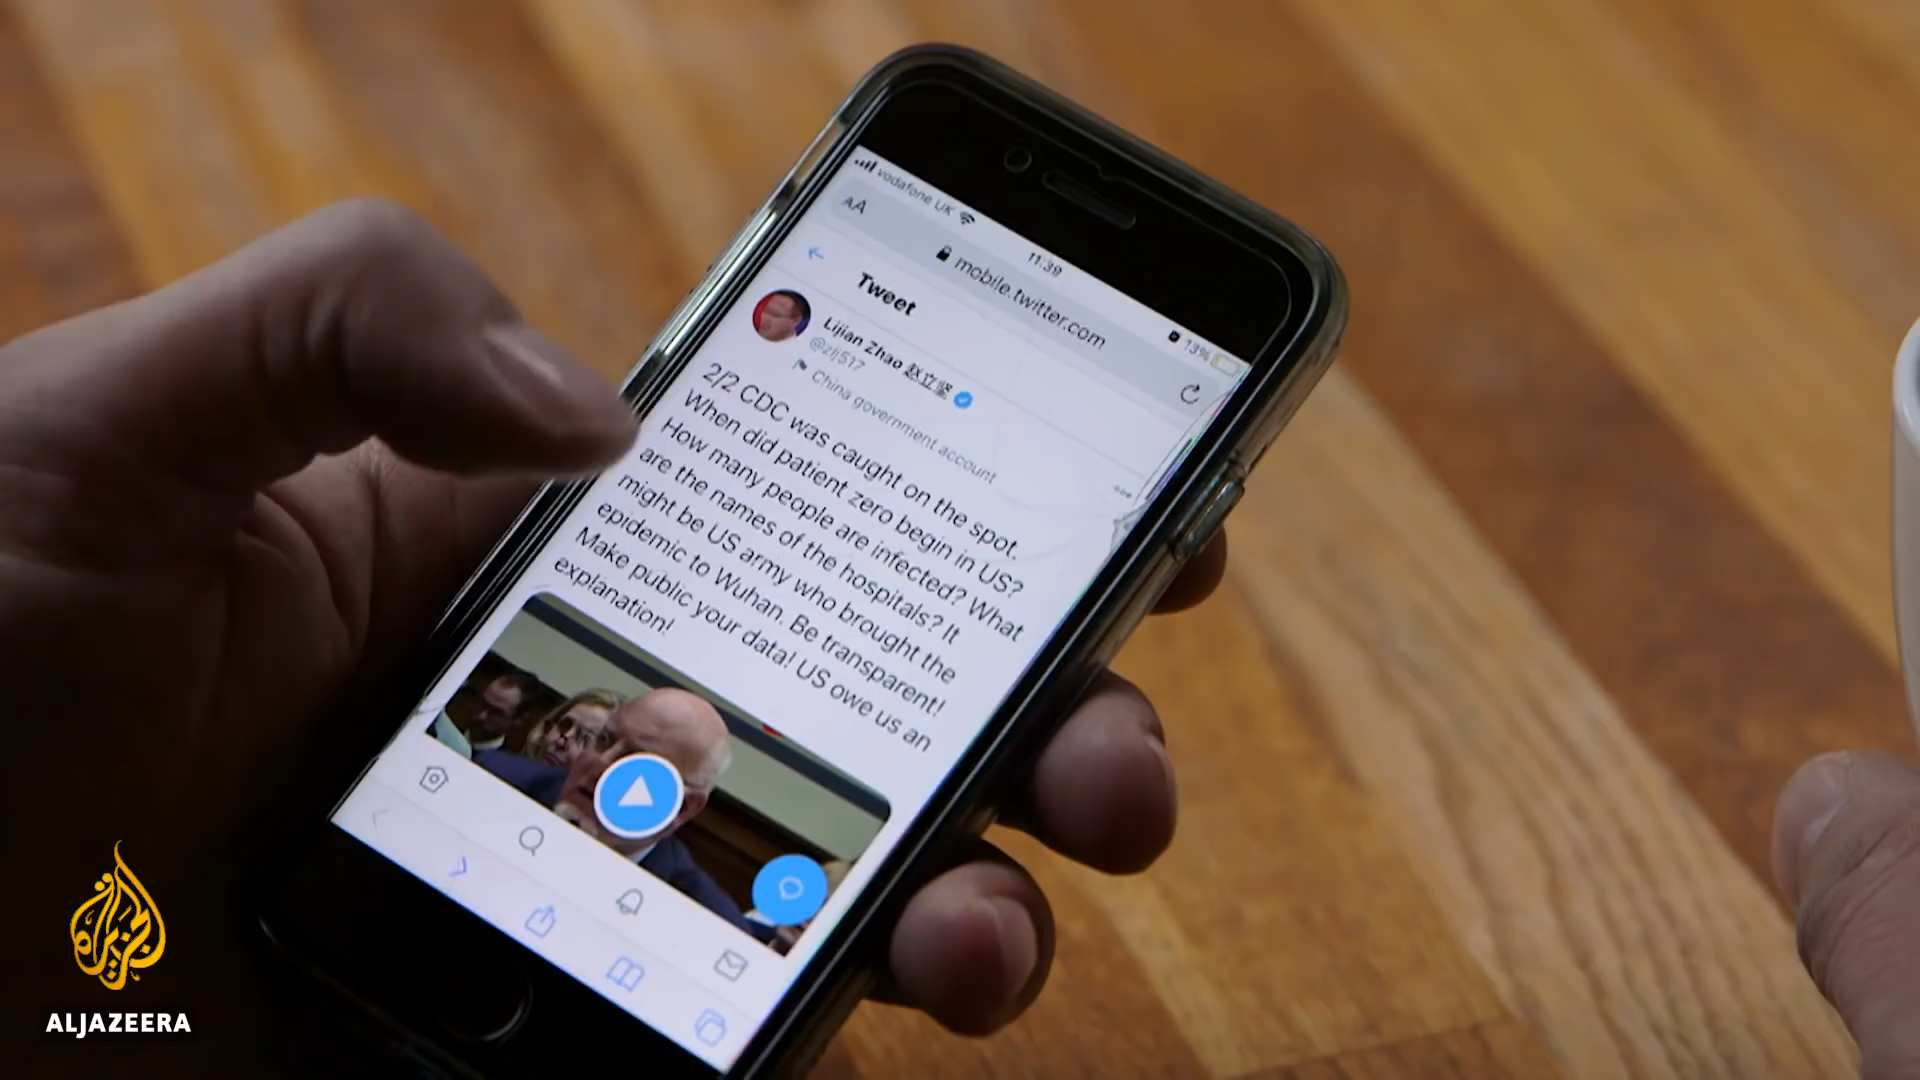 vodafone UK
11:39
13%
AA
mobile.twitter.com
Tweet
Lijian Zhao 赵立坚
@zlj517
China government account
2/2 CDC was caught on the spot.
When did patient zero begin in US?
How many people are infected? What
are the names of the hospitals? It
might be US army who brought the
epidemic to Wuhan. Be transparent!
Make public your data! US owe us an
explanation!
الجزيرة
ALJAZEERA